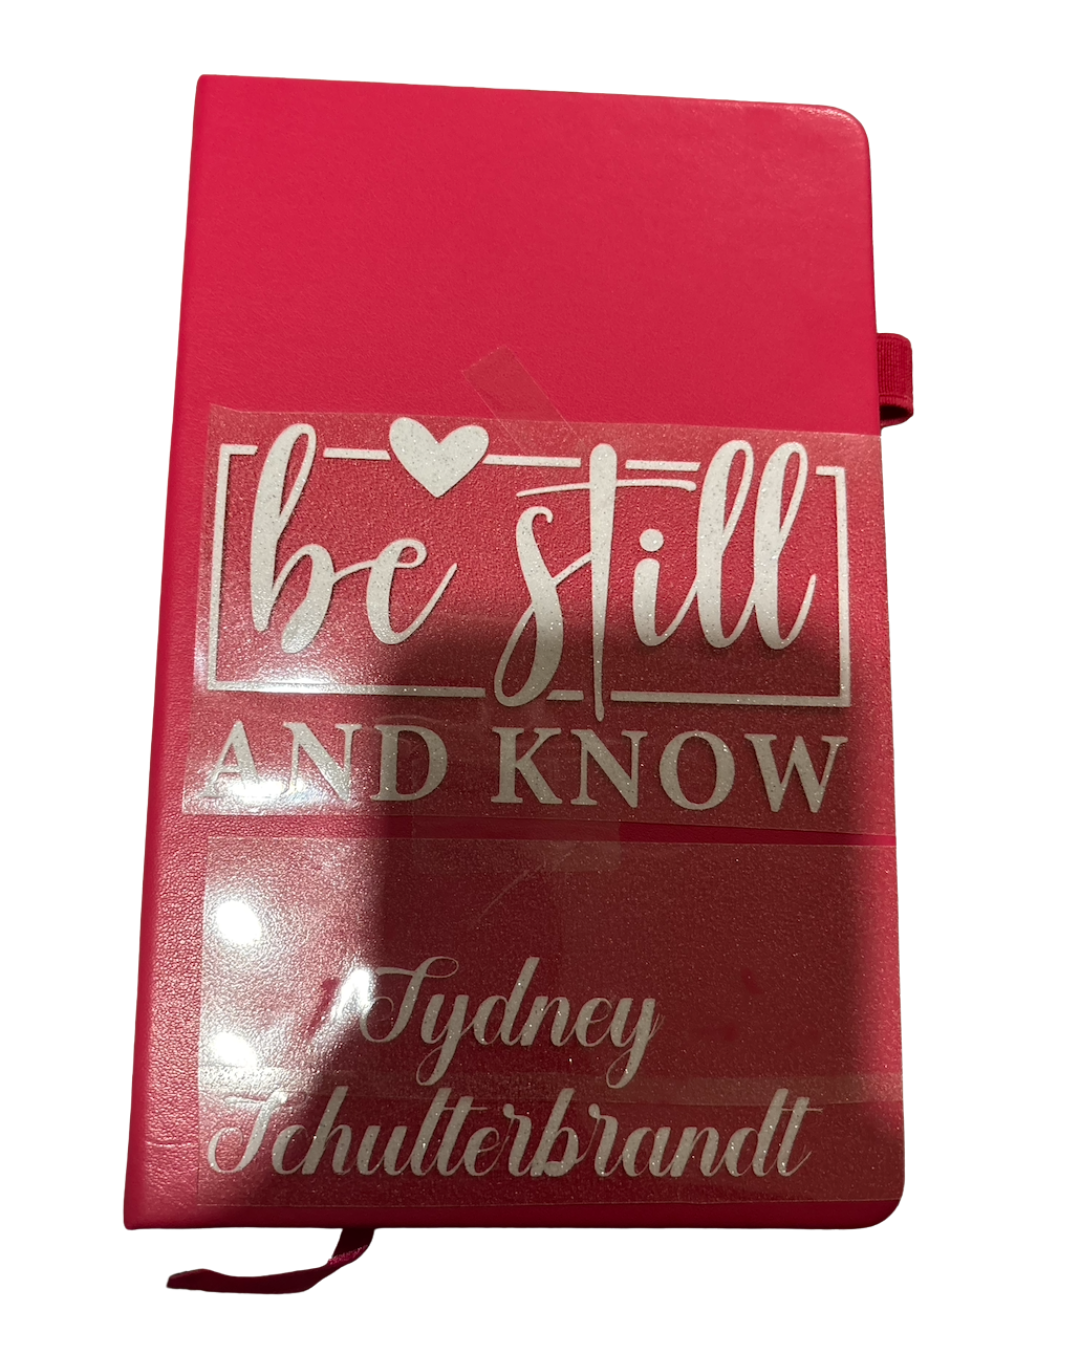 be still
AND KNOW
Sydney
Schulterbrandt